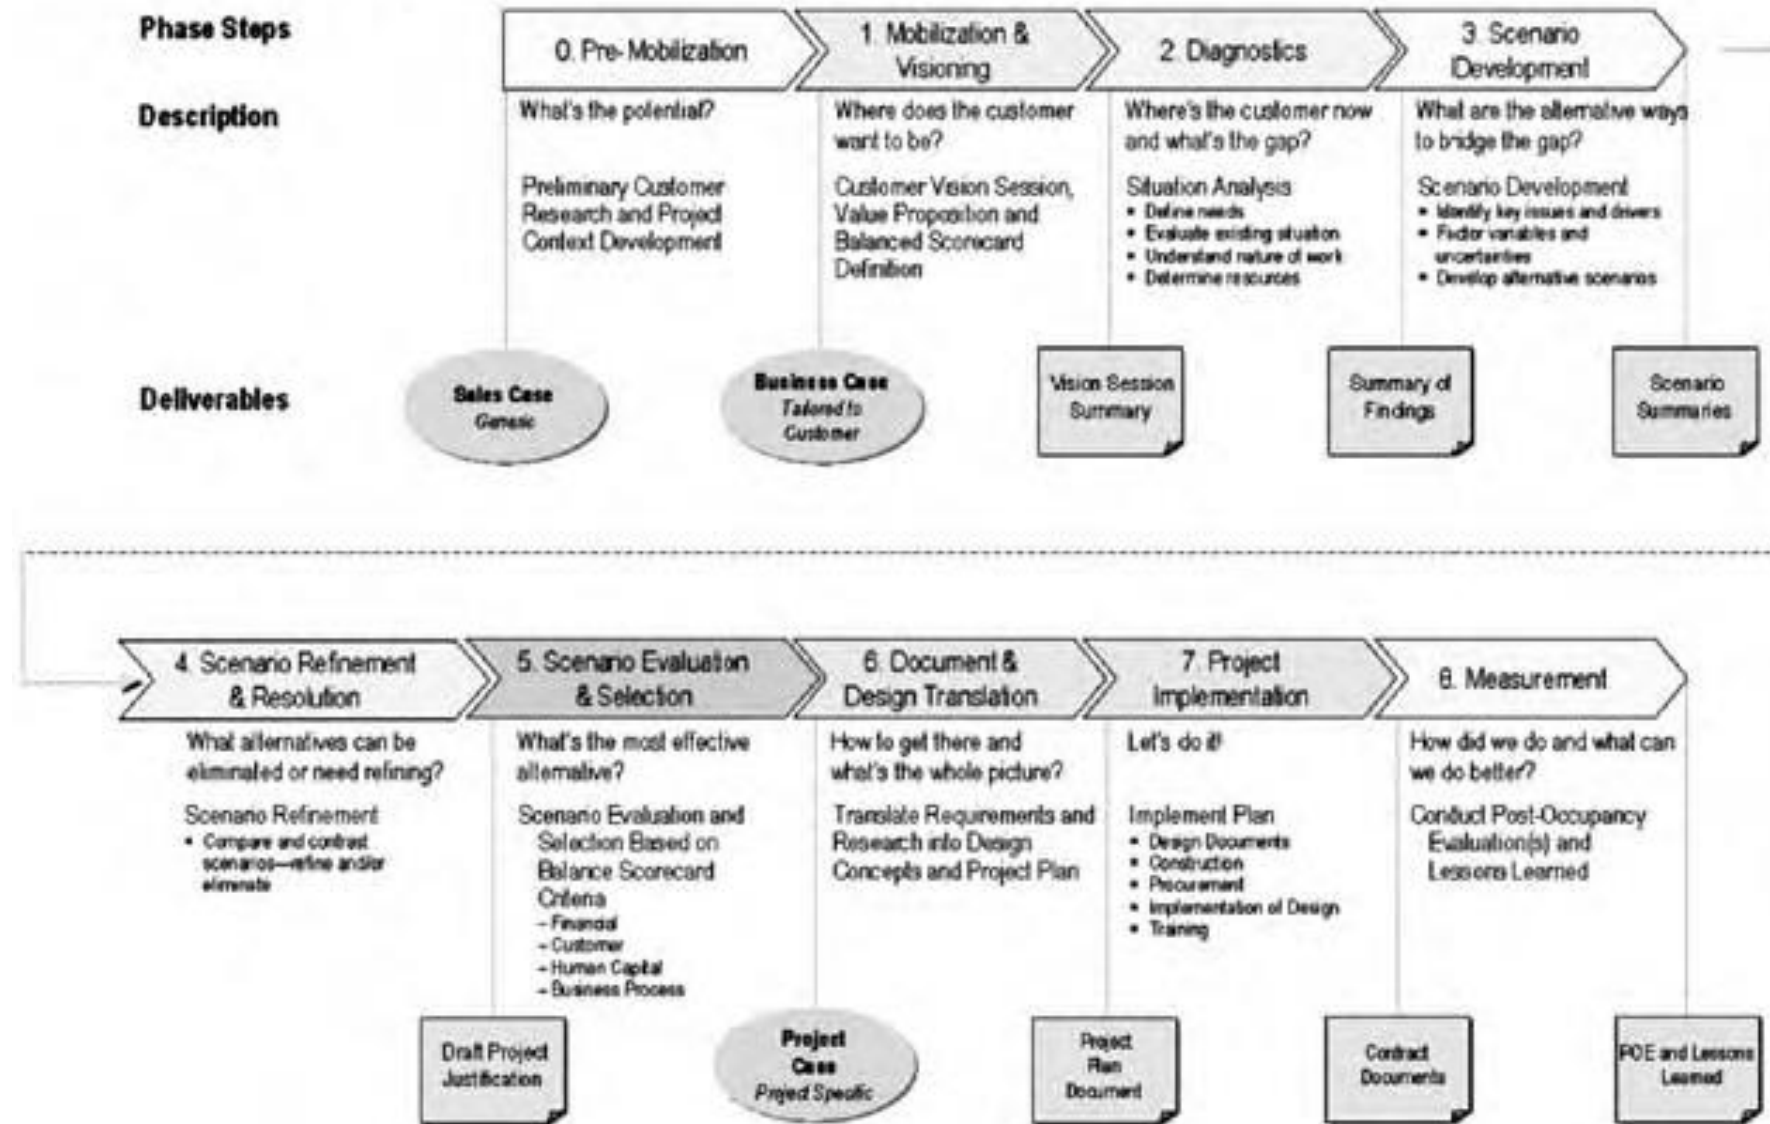 Phase Steps
0. Pre-Mobilization
1. Mobilization &
Visioning
2. Diagnostics
3. Scenario
Development
Description
What's the potential?
Preliminary Customer
Research and Project
Context Development
Where does the customer
want to be?
Customer Vision Session,
Value Proposition and
Balanced Scorecard
Definition
Where's the customer now
and what's the gap?
Situation Analysis
• Define needs
• Evaluate existing situation
• Understand nature of work
• Determine resources
What are the alternative ways
to bridge the gap?
Scenario Development
• Identify key issues and drivers
• Factor variables and
uncertainties
• Develop alternative scenarios
Deliverables
Sales Case
Generic
Business Case
Tailored to
Customer
Vision Session
Summary
Summary of
Findings
Scenario
Summaries
4. Scenario Refinement
& Resolution
5. Scenario Evaluation
& Selection
6. Document &
Design Translation
7. Project
Implementation
8. Measurement
What alternatives can be
eliminated or need refining?
Scenario Refinement
• Compare and contrast
scenarios—refine and/or
eliminate
What's the most effective
alternative?
Scenario Evaluation and
Selection Based on
Balance Scorecard
Criteria
– Financial
– Customer
– Human Capital
– Business Process
How to get there and
what's the whole picture?
Translate Requirements and
Research into Design
Concepts and Project Plan
Let's do it!
Implement Plan
• Design Documents
• Construction
• Procurement
• Implementation of Design
• Training
How did we do and what can
we do better?
Conduct Post-Occupancy
Evaluation(s) and
Lessons Learned
Draft Project
Justification
Project
Case
Project Specific
Project
Plan
Document
Contract
Documents
POE and Lessons
Learned